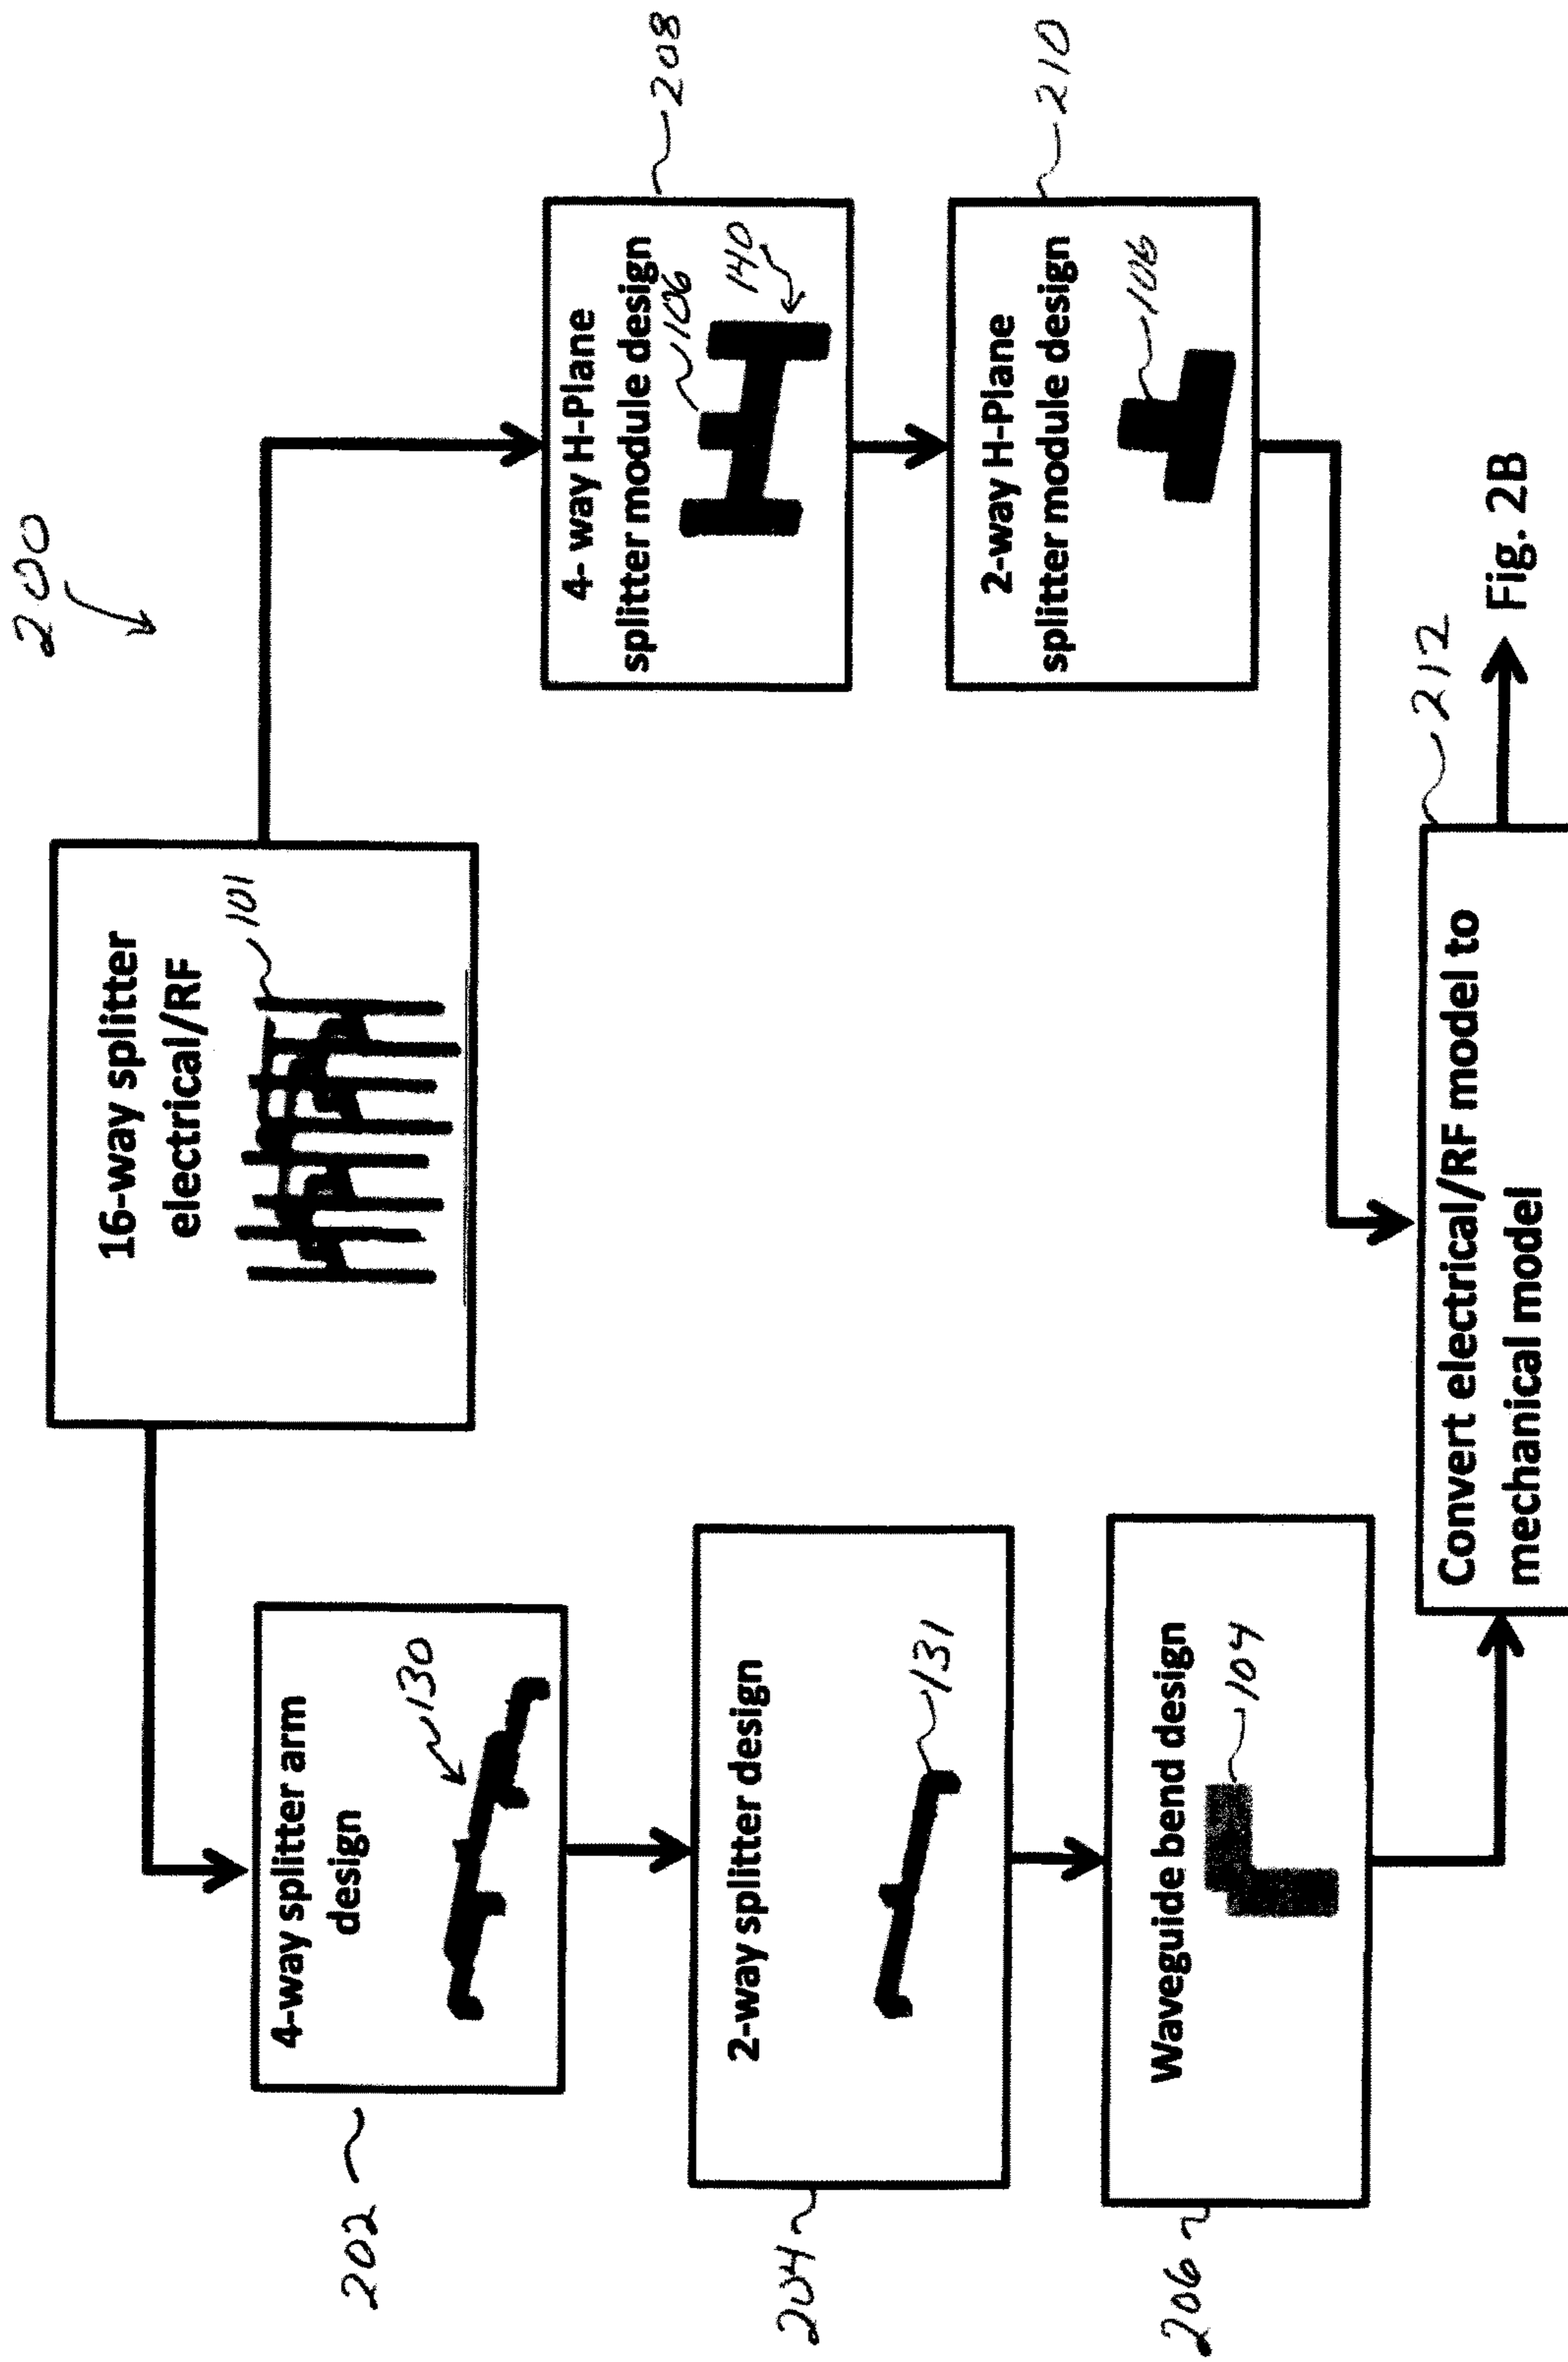 200
16-way splitter
electrical/RF
101
202
4-way splitter arm
design
130
204
2-way splitter design
131
206
Waveguide bend design
104
4- way H-Plane
splitter module design
106
140
208
2-way H-Plane
splitter module design
106
210
212
Convert electrical/RF model to
mechanical model
Fig. 2B